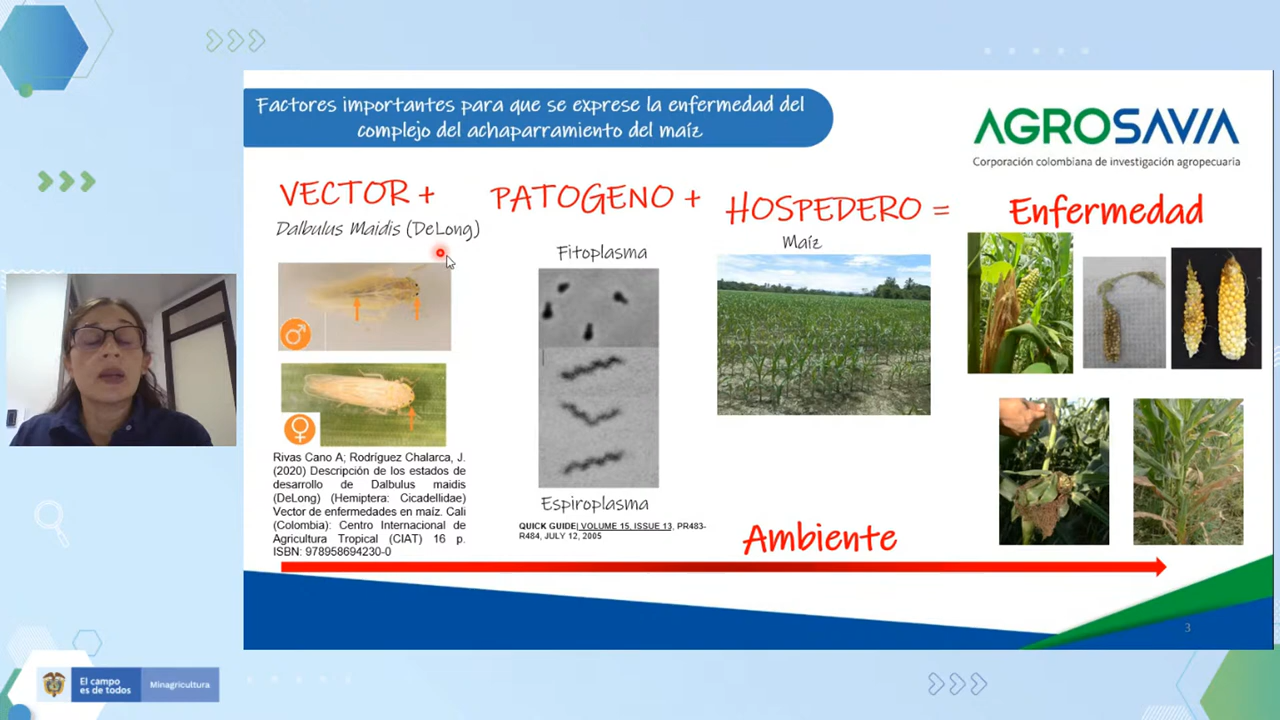 Factores importantes para que se exprese la enfermedad del
complejo del achaparramiento del maíz
AGROSAVIA
Corporación colombiana de investigación agropecuaria
VECTOR +
PATOGENO +
HOSPEDERO =
Enfermedad
Dalbulus Maidis (DeLong)
Fitoplasma
Maíz
Rivas Cano A; Rodríguez Chalarca, J.
(2020) Descripción de los estados de
desarrollo de Dalbulus maidis
(DeLong) (Hemiptera: Cicadellidae)
Vector de enfermedades en maíz. Cali
(Colombia): Centro Internacional de
Agricultura Tropical (CIAT) 16 p.
ISBN: 978958694230-0
Espiroplasma
QUICK GUIDE| VOLUME 15, ISSUE 13, PR483-
R484, JULY 12, 2005
Ambiente
3
El campo
es de todos
Minagricultura